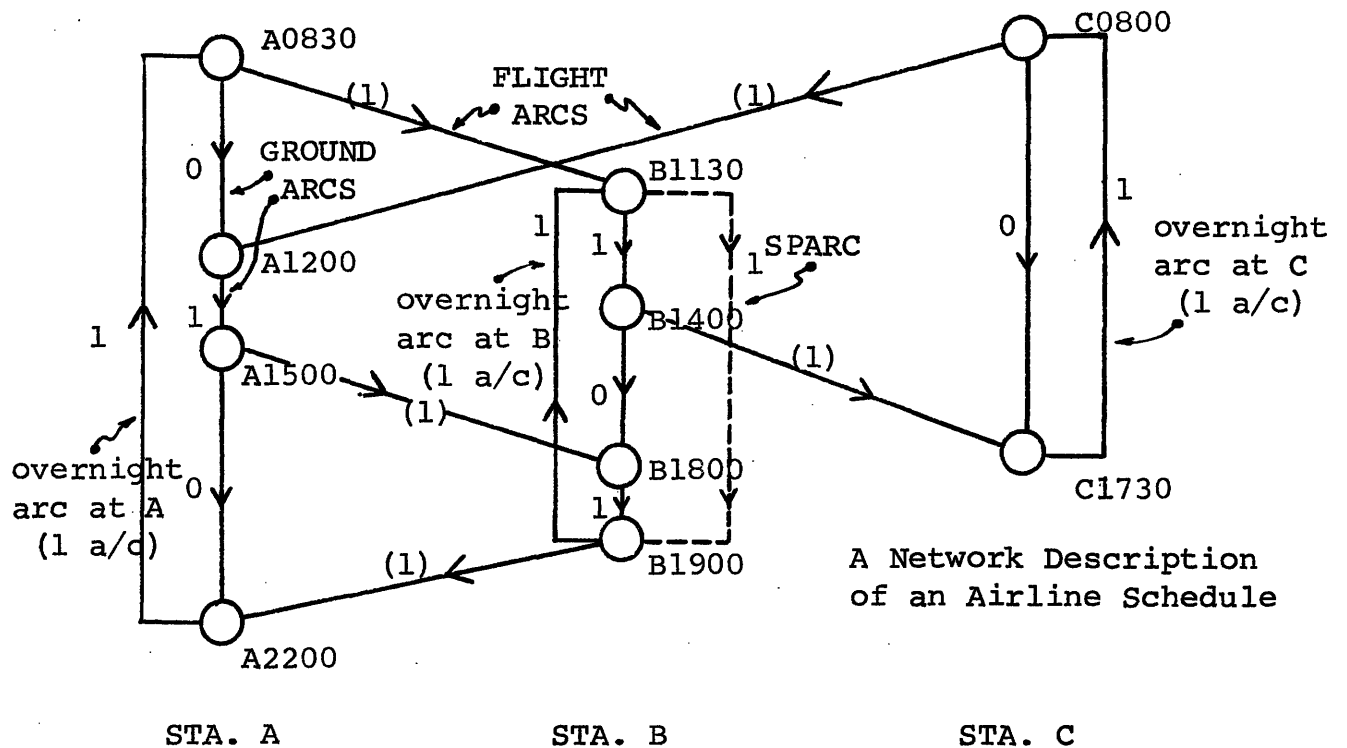 A0830
C0800
FLIGHT
ARCS
(1)
(1)
GROUND
ARCS
0
B1130
1
1
1
0
SPARC
1
overnight
arc at C
(1 a/c)
A1200
overnight
arc at B
(1 a/c)
B1400
1
1
A1500
(1)
(1)
0
B1800
overnight
arc at A
(1 a/c)
0
1
C1730
(1)
B1900
A Network Description
of an Airline Schedule
A2200
STA. A
STA. B
STA. C